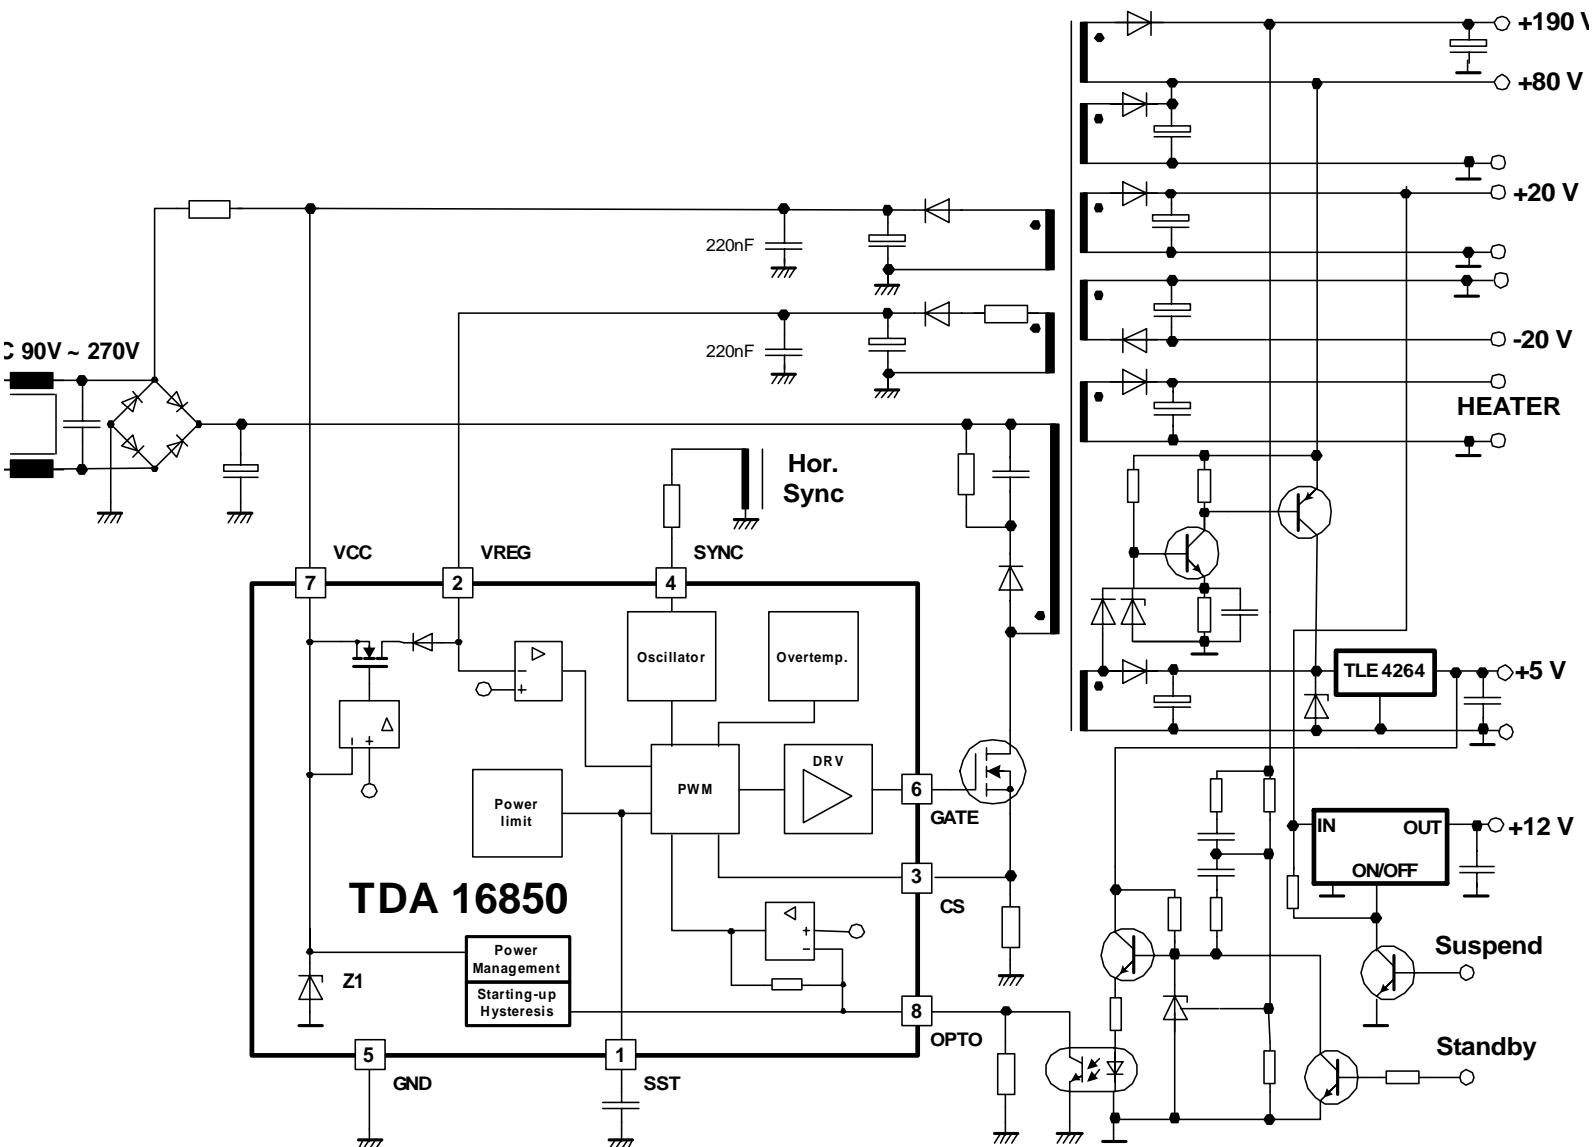 +190 V
+80 V
+20 V
-20 V
HEATER
220nF
220nF
C 90V ~ 270V
Hor.
Sync
VCC
VREG
SYNC
7
2
4
Oscillator
Overtemp.
TLE 4264
+5 V
-
+
-
+
DRV
PWM
6
GATE
Power
limit
IN
OUT
ON/OFF
+12 V
3
CS
TDA 16850
+
-
Power
Management
Starting-up
Hysteresis
Z1
Suspend
8
OPTO
Standby
5
GND
1
SST